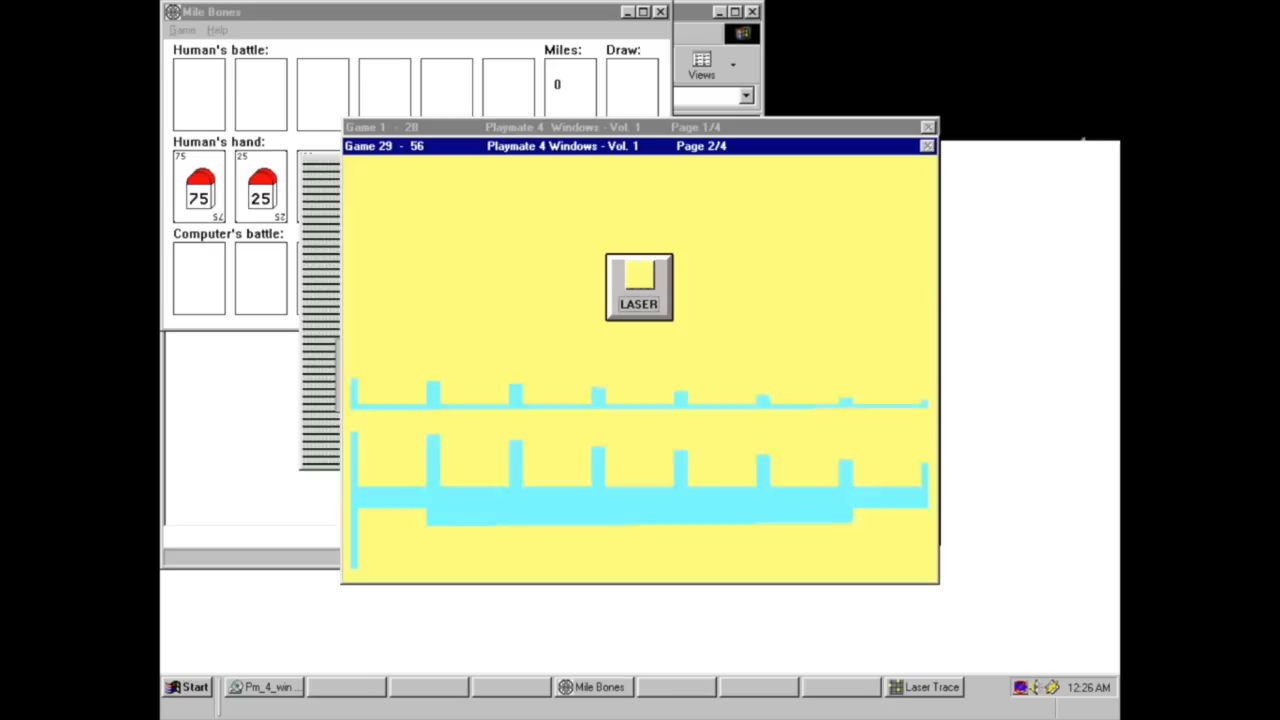 Mile Bones
Game Help
Human's battle: Miles: Draw:
0
Views
Game 1 - 28 Playmate 4 Windows - Vol. 1 Page 1/4
Human's hand:
Game 29 - 56 Playmate 4 Windows - Vol. 1 Page 2/4
75 25
75 25
75 25
Computer's battle:
LASER
Start Pm_4_win ... Mile Bones Laser Trace 12:26 AM